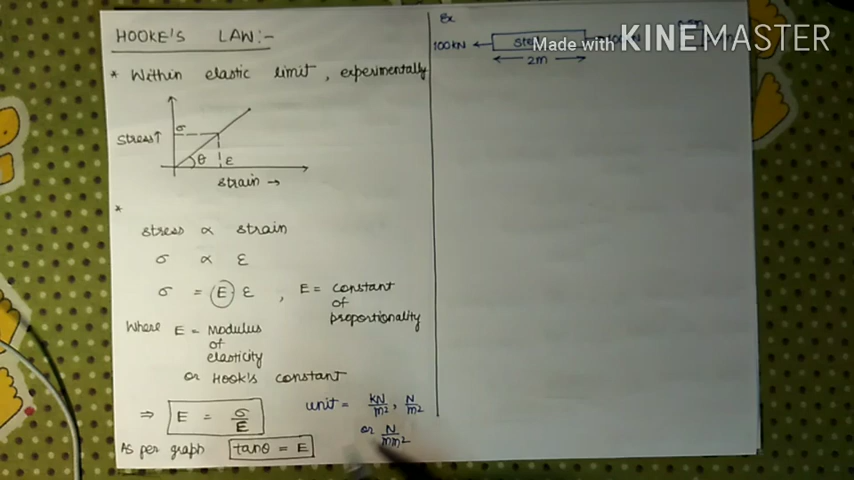 HOOKE'S LAW:-
* Within elastic limit, experimentally
stress↑
σ
θ
ε
strain →
*
stress ∝ strain
σ ∝ ε
σ = E ε , E = constant of proportionality
Where E = Modulus of elasticity
or Hook's constant
⇒ E = σ/E
unit = kN/m², N/m²
or N/mm²
As per graph tanθ = E
Ex
100kN
2m
Made with KINEMASTER